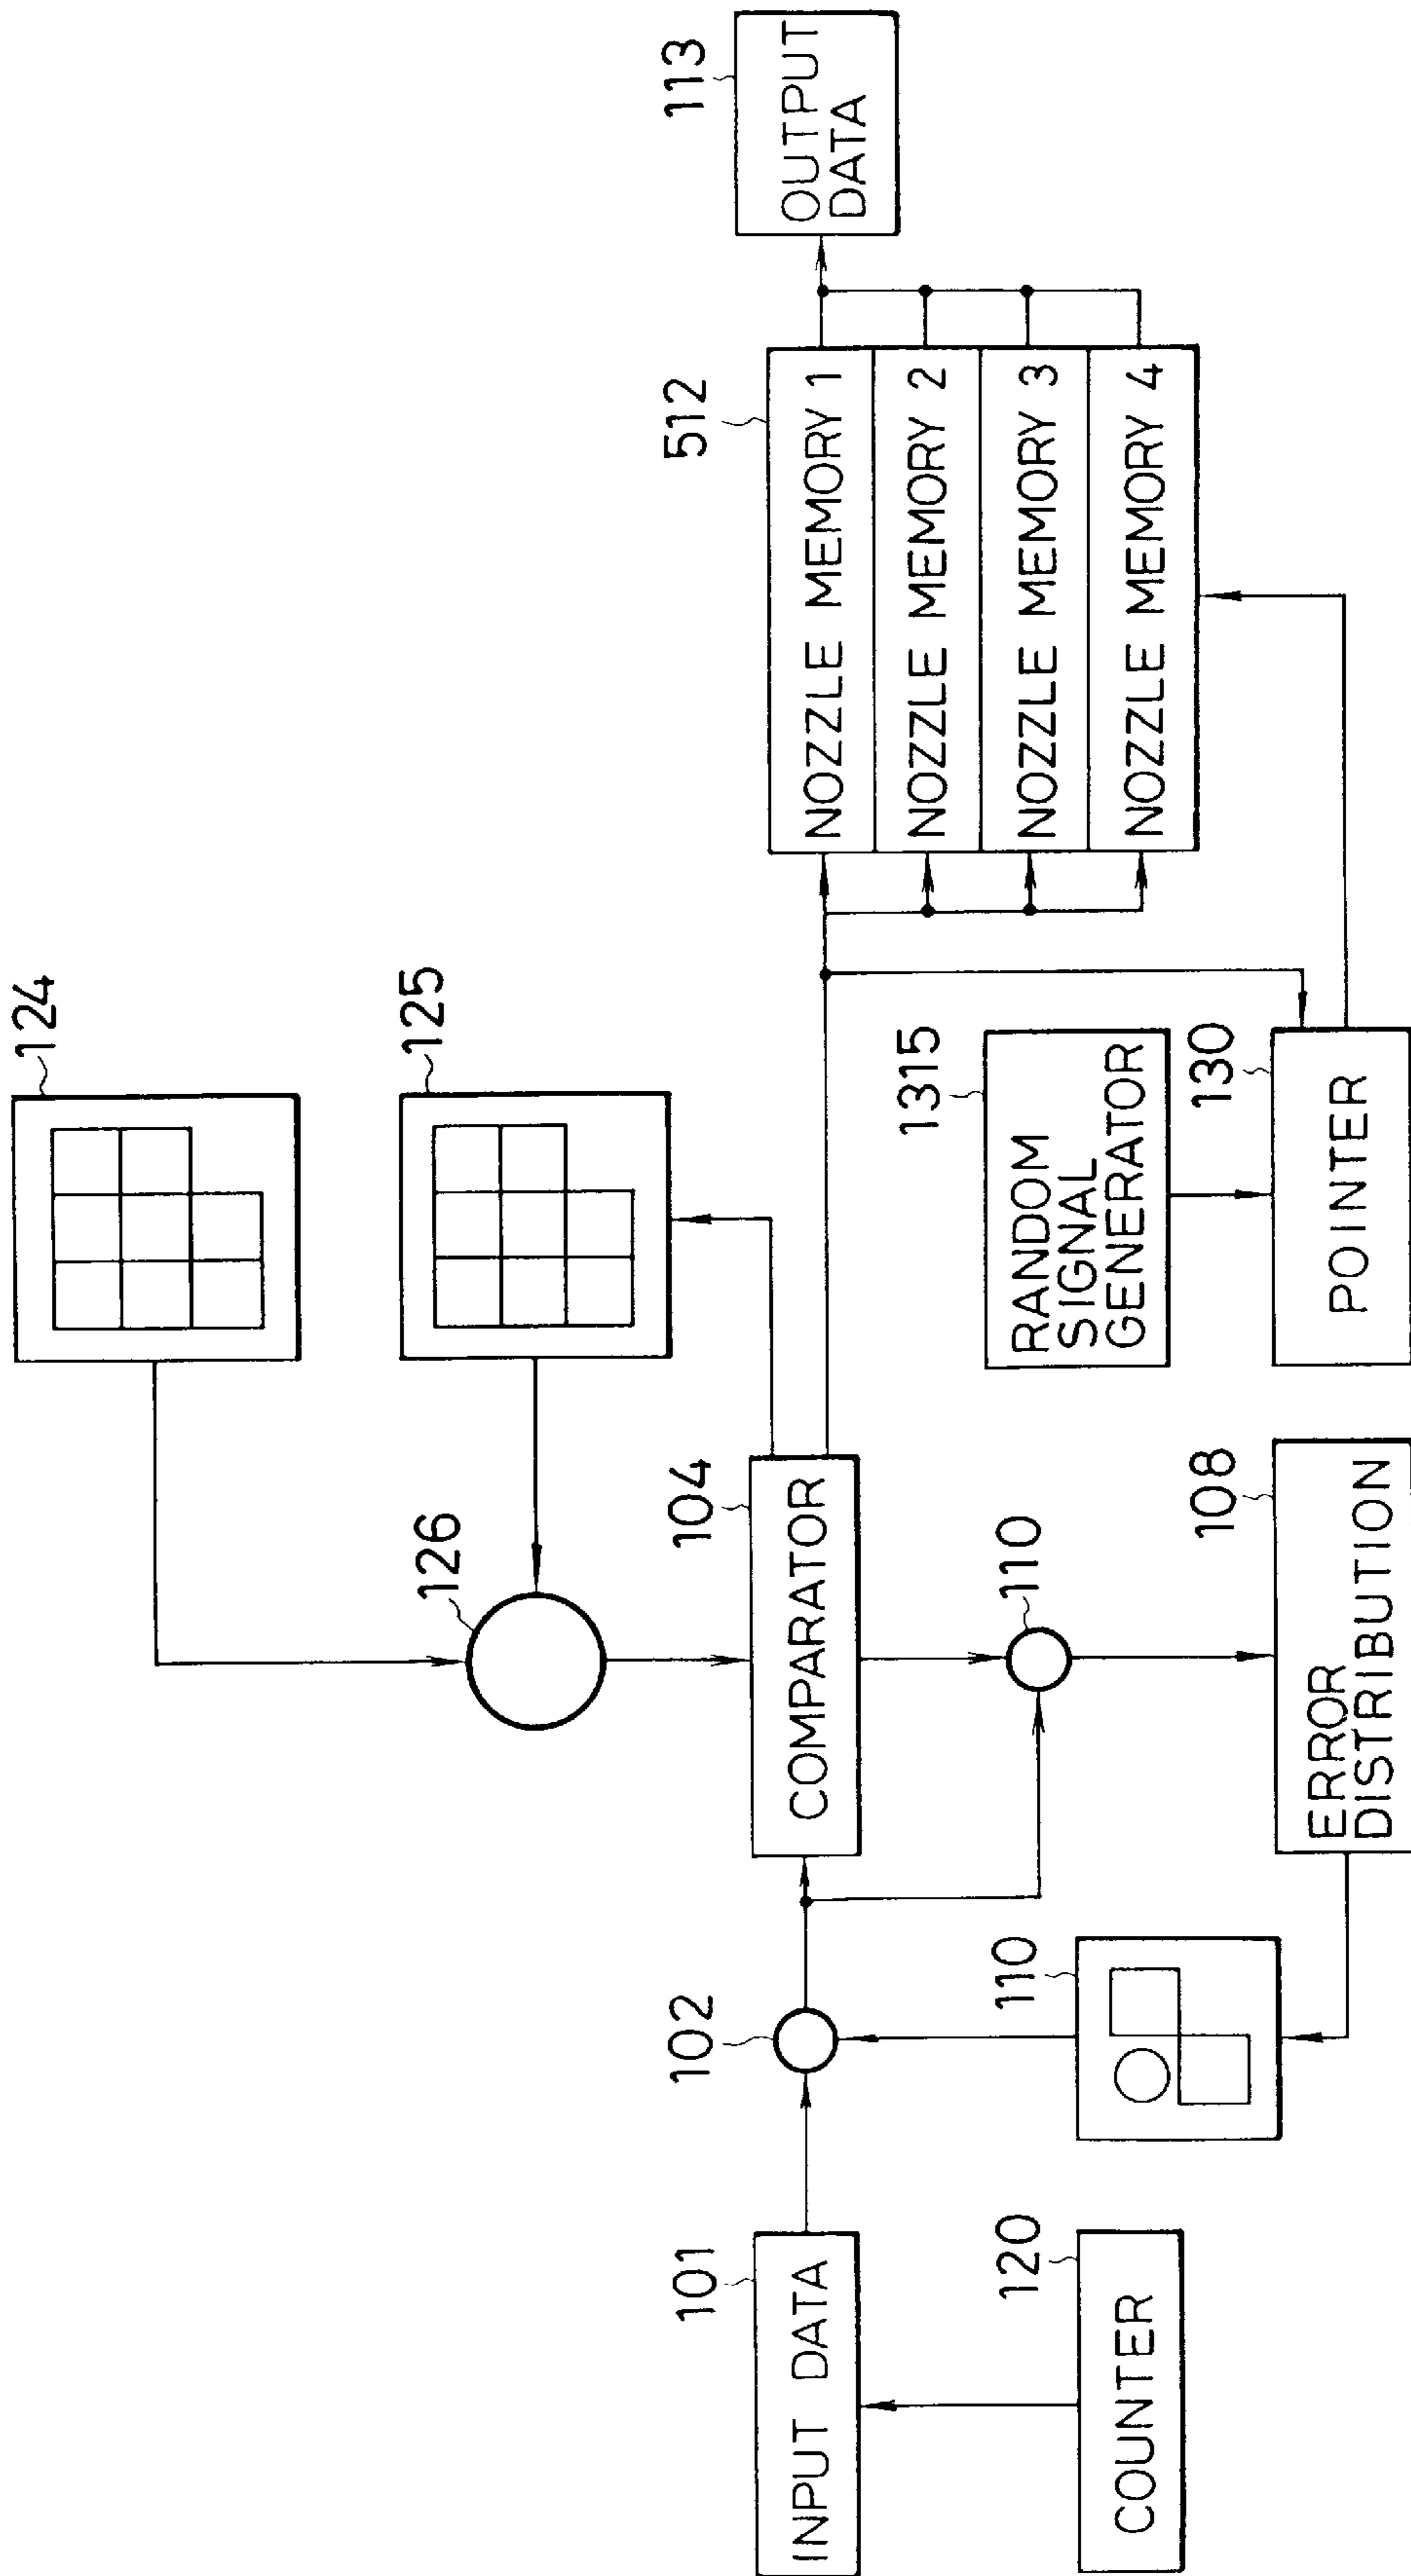 124
125
126
113
OUTPUT
DATA
512
NOZZLE MEMORY 1
NOZZLE MEMORY 2
NOZZLE MEMORY 3
NOZZLE MEMORY 4
104
COMPARATOR
102
101
INPUT DATA
110
1315
RANDOM
SIGNAL
GENERATOR
130
POINTER
108
ERROR
DISTRIBUTION
110
120
COUNTER